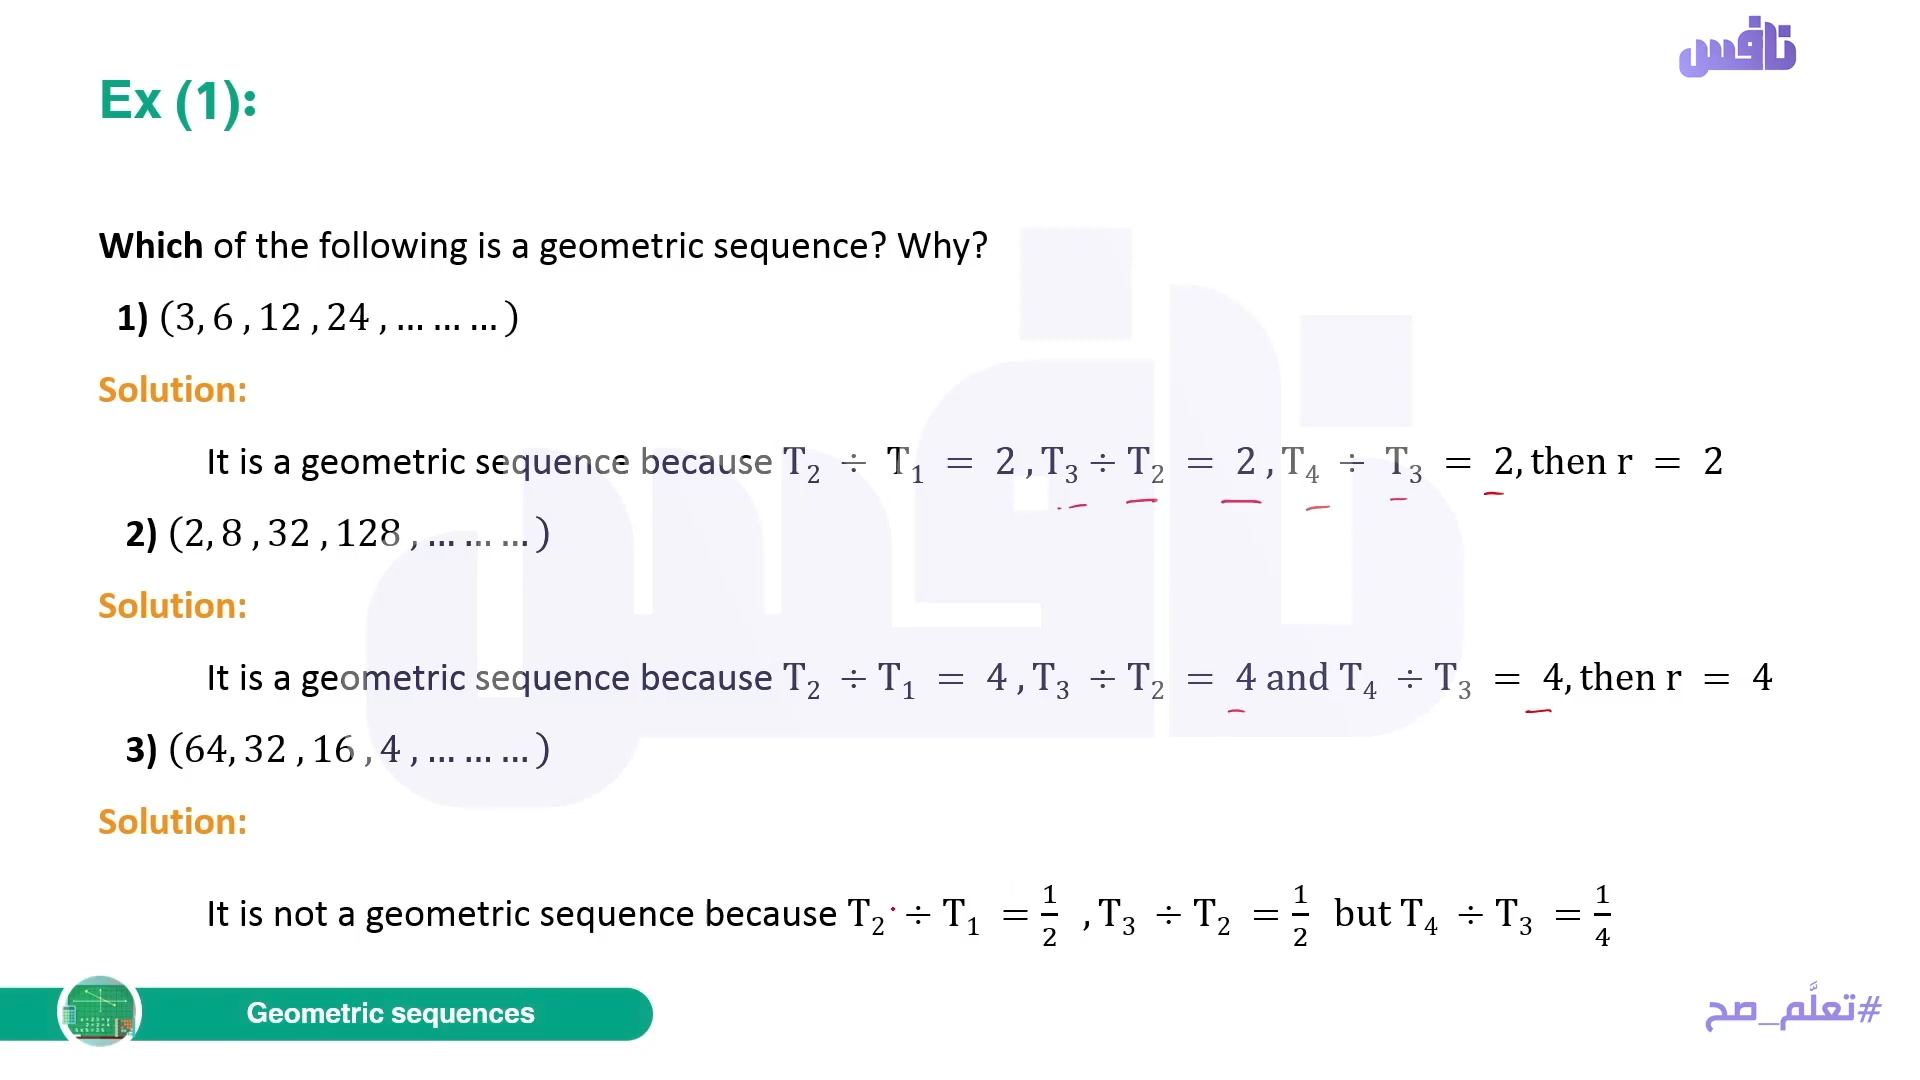 نافس
Ex (1):
Which of the following is a geometric sequence? Why?
1) (3, 6 , 12 , 24 , ... ... ... )
Solution:
It is a geometric sequence because T₂ ÷ T₁ = 2 , T₃ ÷ T₂ = 2 , T₄ ÷ T₃ = 2, then r = 2
2) (2, 8 , 32 , 128 , ... ... ... )
Solution:
It is a geometric sequence because T₂ ÷ T₁ = 4 , T₃ ÷ T₂ = 4 and T₄ ÷ T₃ = 4, then r = 4
3) (64, 32 , 16 , 4 , ... ... ... )
Solution:
It is not a geometric sequence because T₂ ÷ T₁ = 1/2 , T₃ ÷ T₂ = 1/2 but T₄ ÷ T₃ = 1/4
Geometric sequences
#تعلَّم_صح